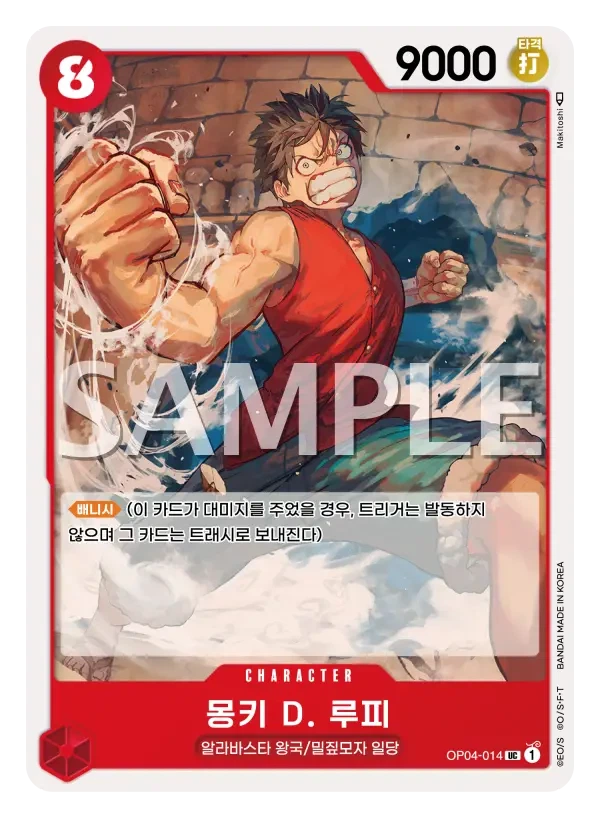 8
9000
타격
打
Makitoshi
SAMPLE
배니시 (이 카드가 대미지를 주었을 경우, 트리거는 발동하지
않으며 그 카드는 트래시로 보내진다)
BANDAI MADE IN KOREA
©EO/S ©O/S·F·T
CHARACTER
몽키 D. 루피
알라바스타 왕국/밀짚모자 일당
OP04-014 UC 1